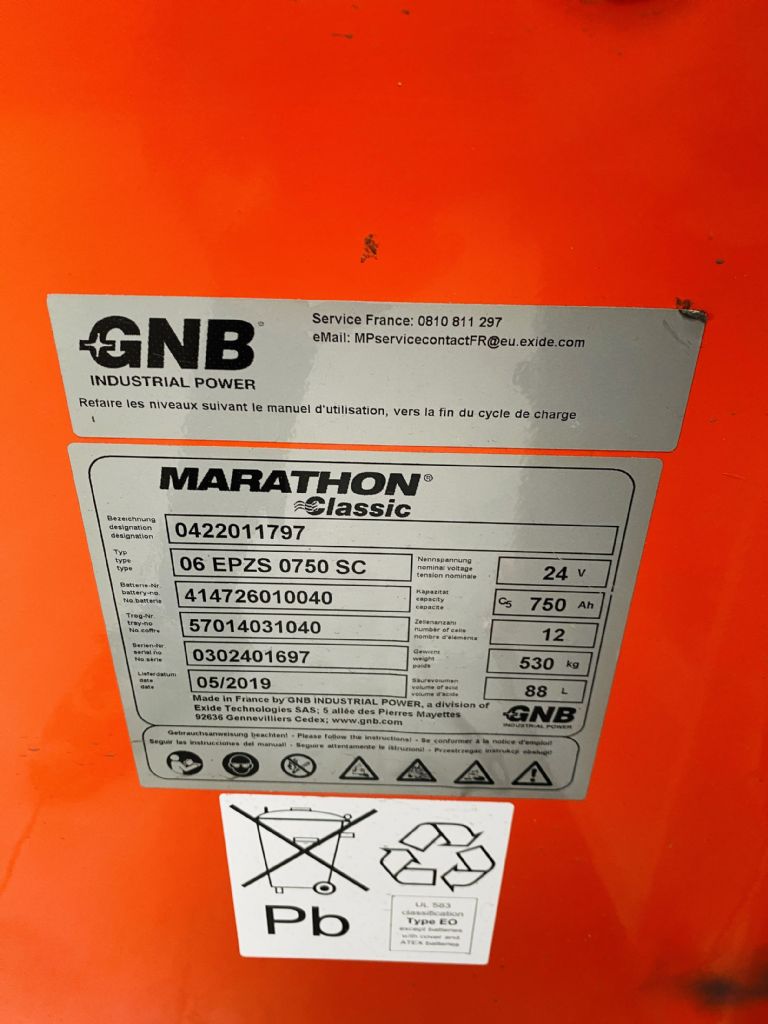 GNB
INDUSTRIAL POWER
Service France: 0810 811 297
eMail: MPservicecontactFR@eu.exide.com
Refaire les niveaux suivant le manuel d'utilisation, vers la fin du cycle de charge
MARATHON®
Classic
Bezeichnung
designation
désignation
0422011797
Typ
type
type
06 EPZS 0750 SC
Nennspannung
nominal voltage
tension nominale
24 V
Batterie-Nr.
battery-no.
No.batterie
414726010040
Kapazität
capacity
capacite
C5 750 Ah
Trog-Nr.
tray-no
No.coffre
57014031040
Zellenanzahl
number of cells
nombre d'éléments
12
Serien-Nr.
serial no
No.série
0302401697
Gewicht
weight
poids
530 kg
Lieferdatum
date
date
05/2019
Säurevolumen
volume of acid
volume d'acide
88 L
Made in France by GNB INDUSTRIAL POWER, a division of
Exide Technologies SAS; 5 allée des Pierres Mayettes
92636 Gennevilliers Cedex; www.gnb.com
GNB
INDUSTRIAL POWER
Gebrauchsanweisung beachten! - Please follow the instructions! - Se conformer à la notice d'emploi!
Seguir las instrucciones del manual! - Seguire attentamente le istruzioni! - Przestrzegac instrukcji obslugi!
Pb
UL 583
classification
Type EO
except batteries
with cover and
ATEX batteries